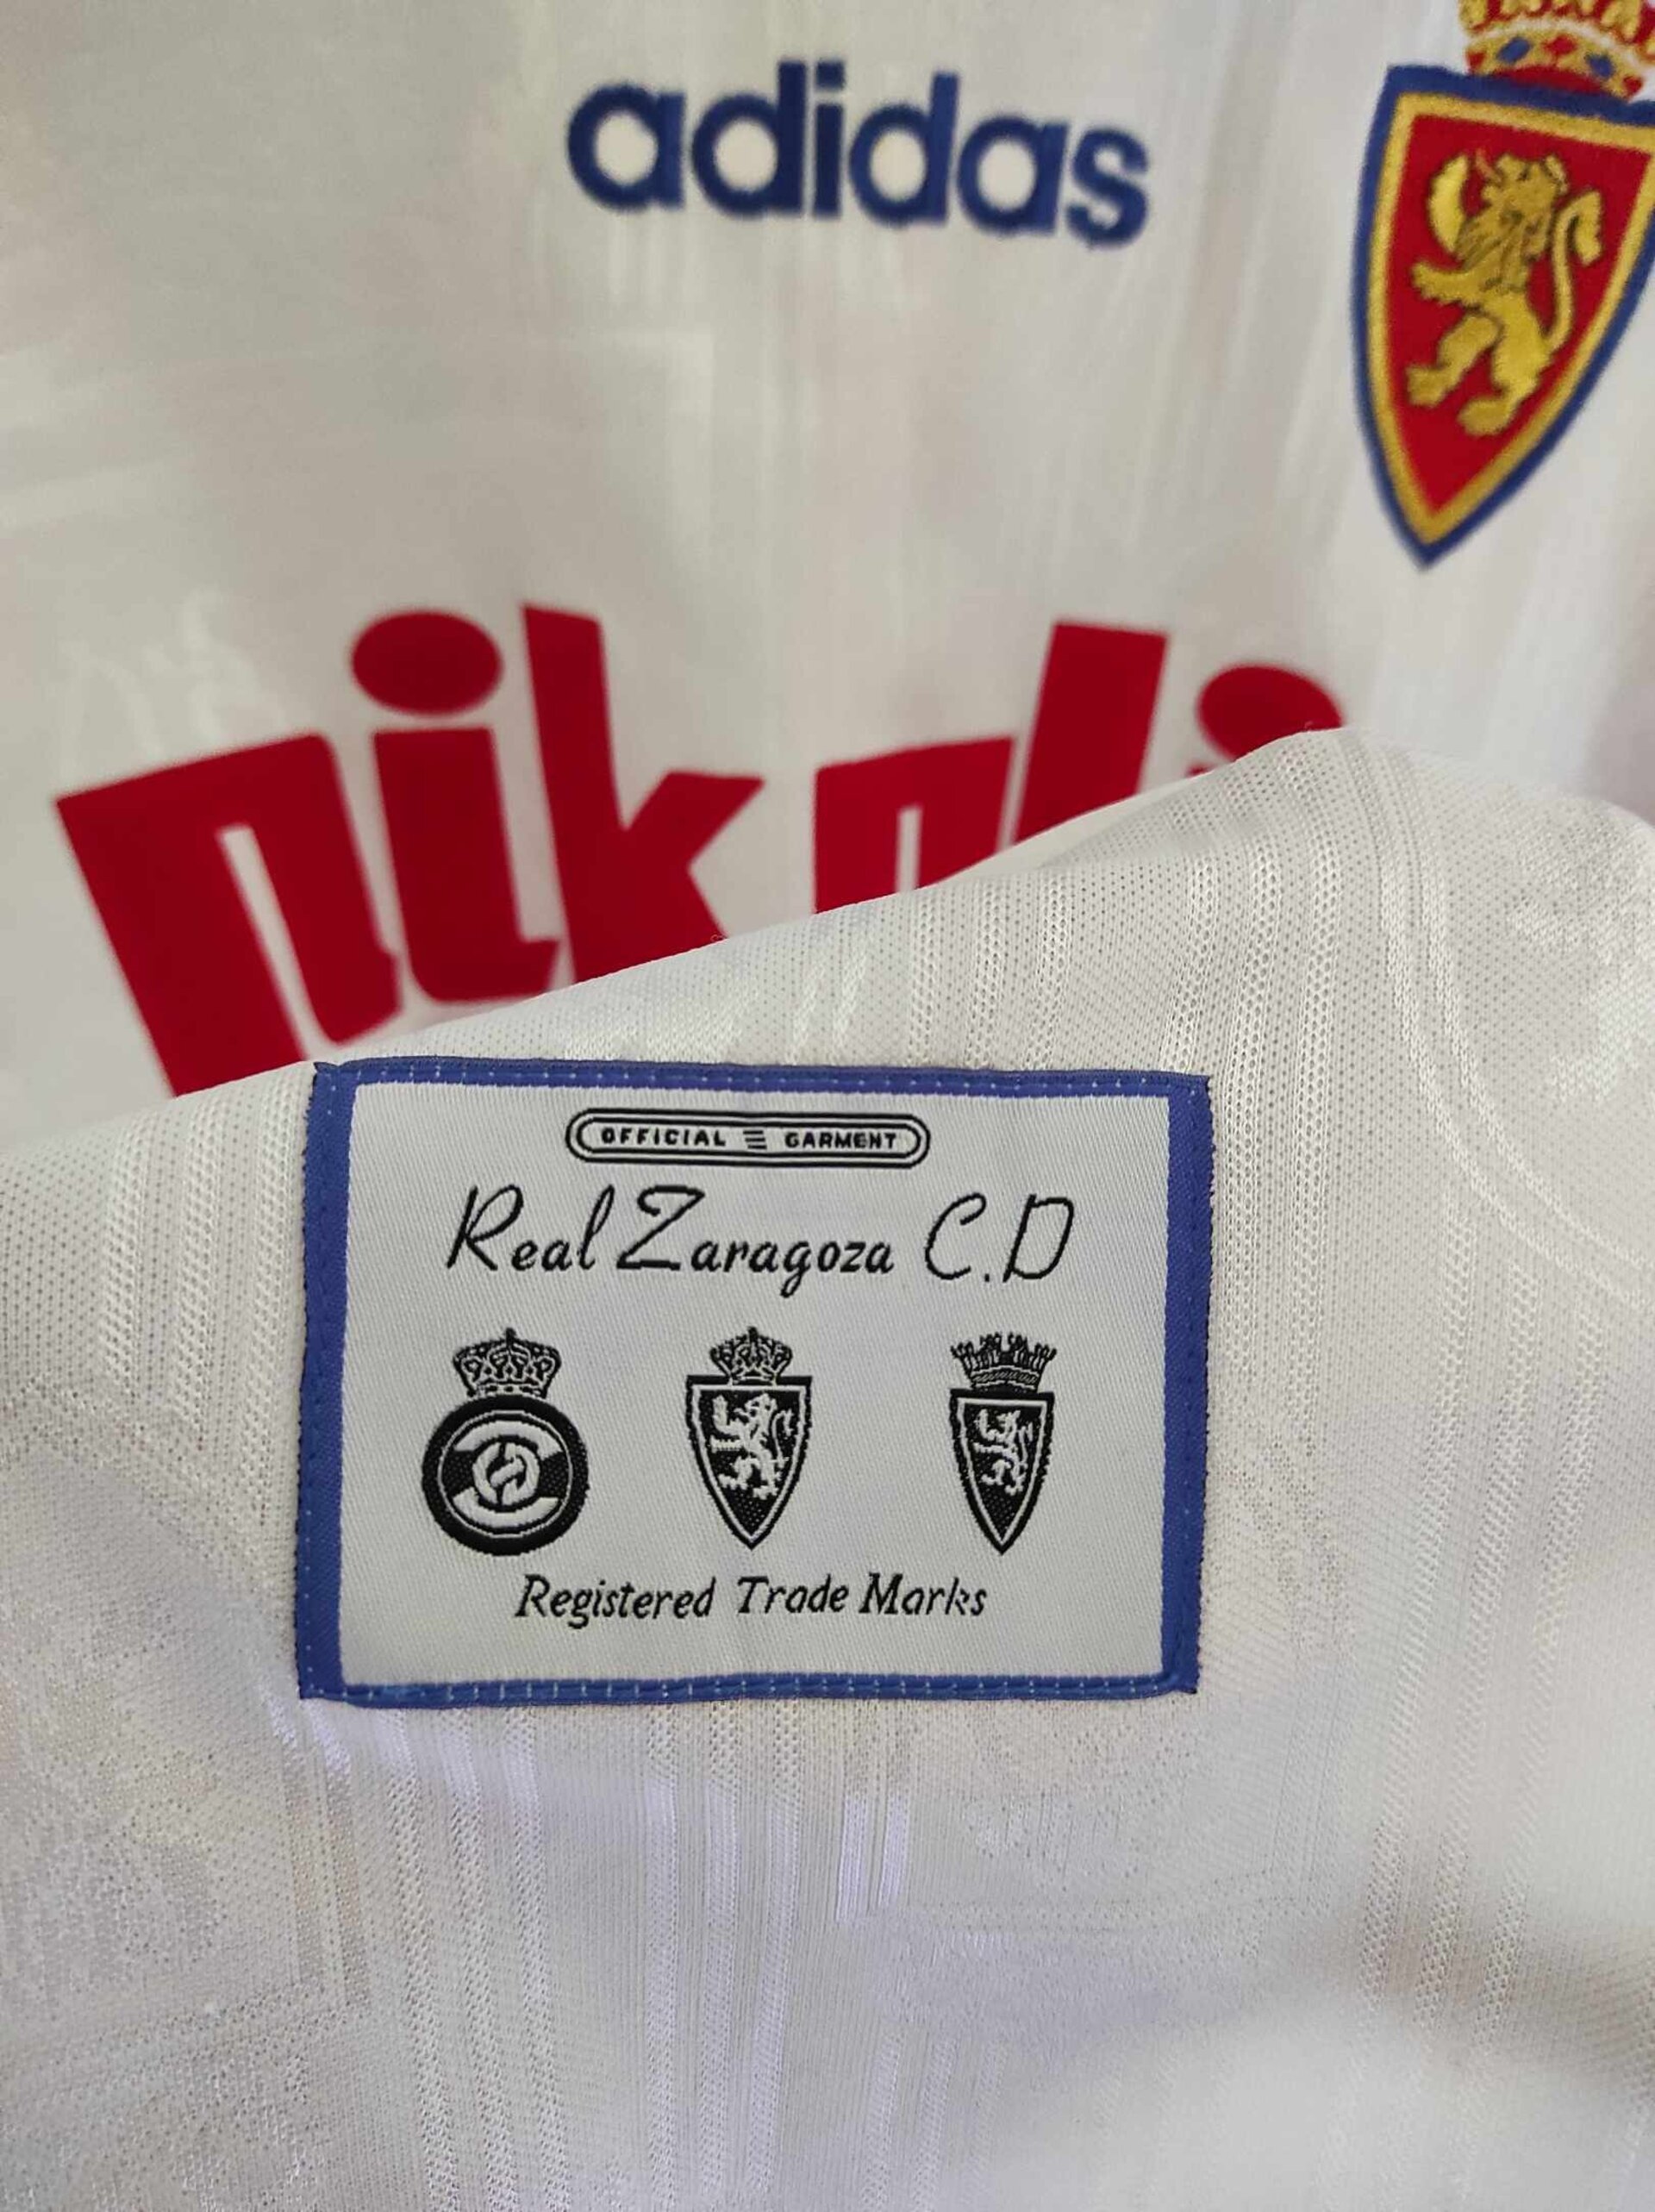 adidas
OFFICIAL GARMENT
Real Zaragoza C.D
Registered Trade Marks